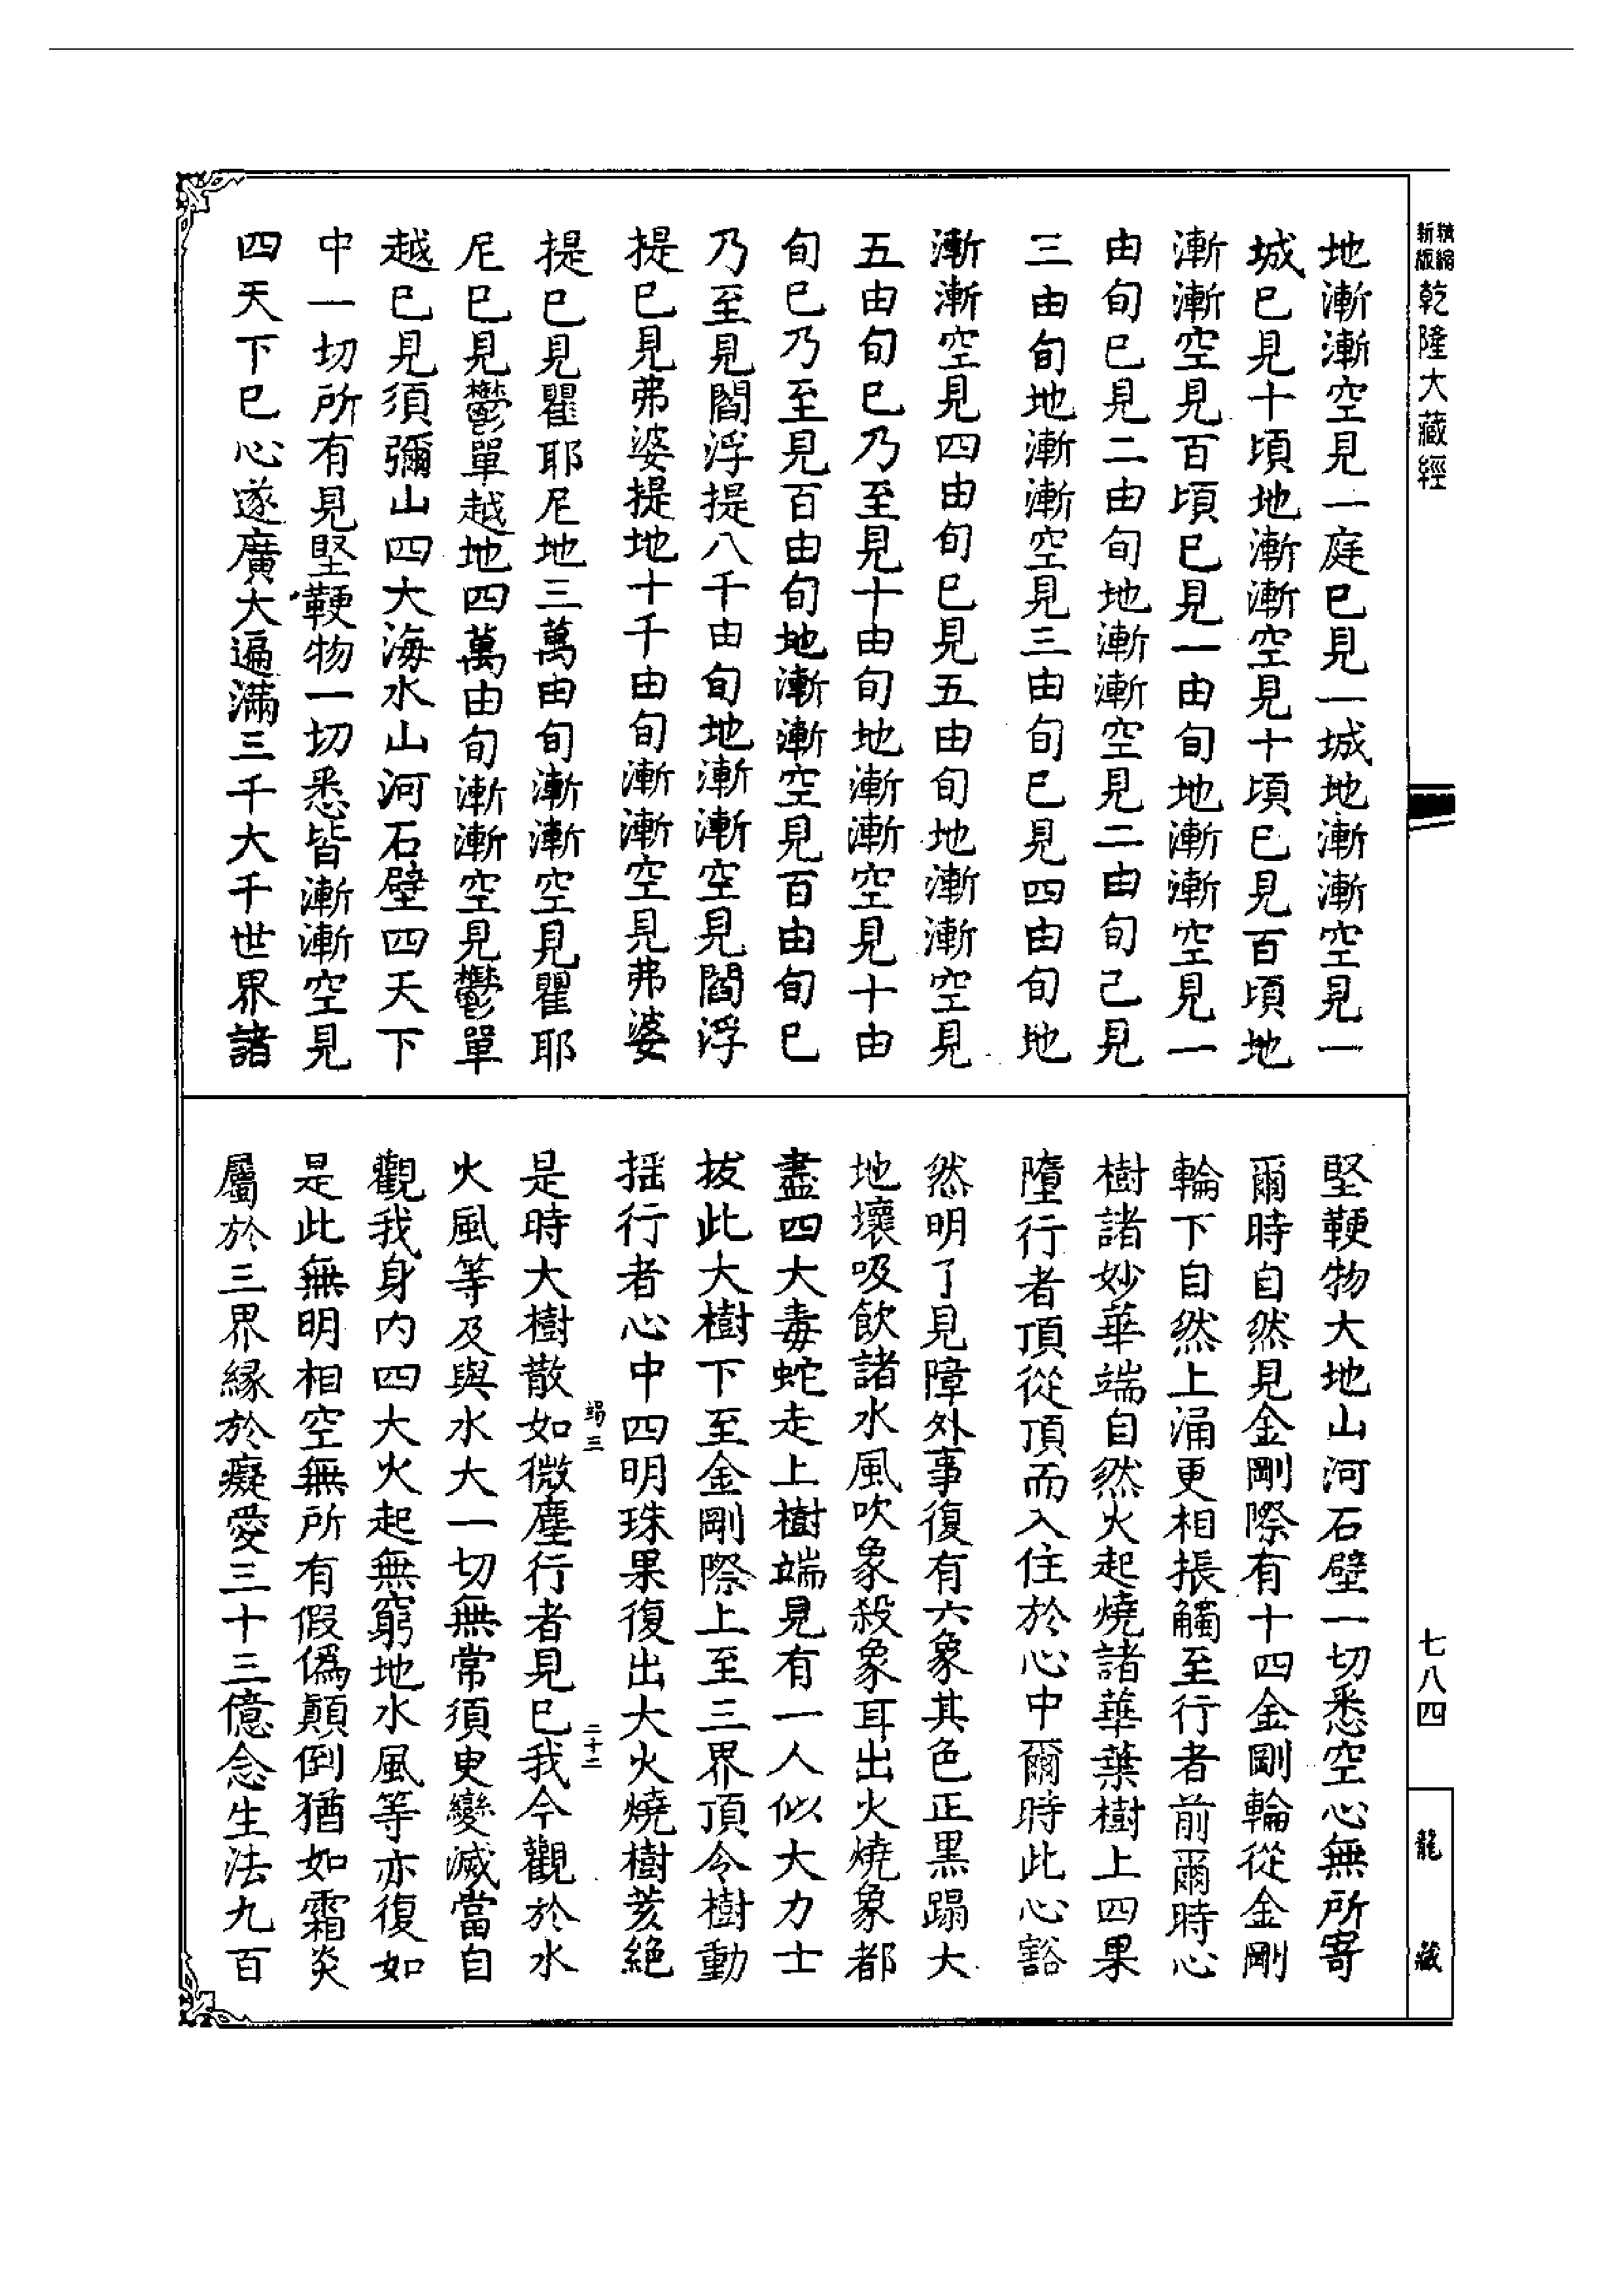 精縮
新版
乾隆大藏經
地漸漸空見一庭巳見一城地漸漸空見一
城巳見十頃地漸漸空見十頃巳見百頃地
漸漸空見百頃巳見一由旬地漸漸空見一
由旬巳見二由旬地漸漸空見二由旬己見
三由旬地漸漸空見三由旬巳見四由旬地
漸漸空見四由旬巳見五由旬地漸漸空見
五由旬巳乃至見十由旬地漸漸空見十由
旬巳乃至見百由旬地漸漸空見百由旬巳
乃至見閻浮提八千由旬地漸漸空見閻浮
提巳見弗婆提地十千由旬漸漸空見弗婆
提巳見瞿耶尼地三萬由旬漸漸空見瞿耶
尼巳見鬱單越地四萬由旬漸漸空見鬱單
越巳見須彌山四大海水山河石壁四天下
中一切所有見堅鞕物一切悉皆漸漸空見
四天下巳心遂廣大遍滿三千大千世界諸
堅鞕物大地山河石壁一切悉空心無所寄
爾時自然見金剛際有十四金剛輪從金剛
輪下自然上涌更相掁觸至行者前爾時心
樹諸妙華端自然火起燒諸華葉樹上四果
墮行者頂從頂而入住於心中爾時此心豁
然明了見障外事復有六象其色正黑蹋大
地壞吸飲諸水風吹象殺象耳出火燒象都
盡四大毒蛇走上樹端見有一人似大力士
拔此大樹下至金剛際上至三界頂令樹動
揺行者心中四明珠果復出大火燒樹荄絕
竭三
二十二
是時大樹散如微塵行者見巳我今觀於水
火風等及與水大一切無常須臾變滅當自
觀我身内四大火起無窮地水風等亦復如
是此無明相空無所有假偽顛倒猶如霜炎
屬於三界縁於癡愛三十三億念生法九百
七八四
龍藏